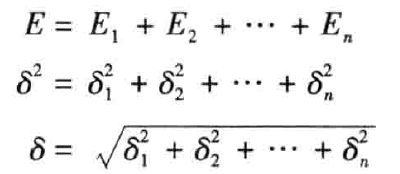 E = E₁ + E₂ + ⋯ + Eₙ
δ² = δ₁² + δ₂² + ⋯ + δₙ²
δ = √(δ₁² + δ₂² + ⋯ + δₙ²)